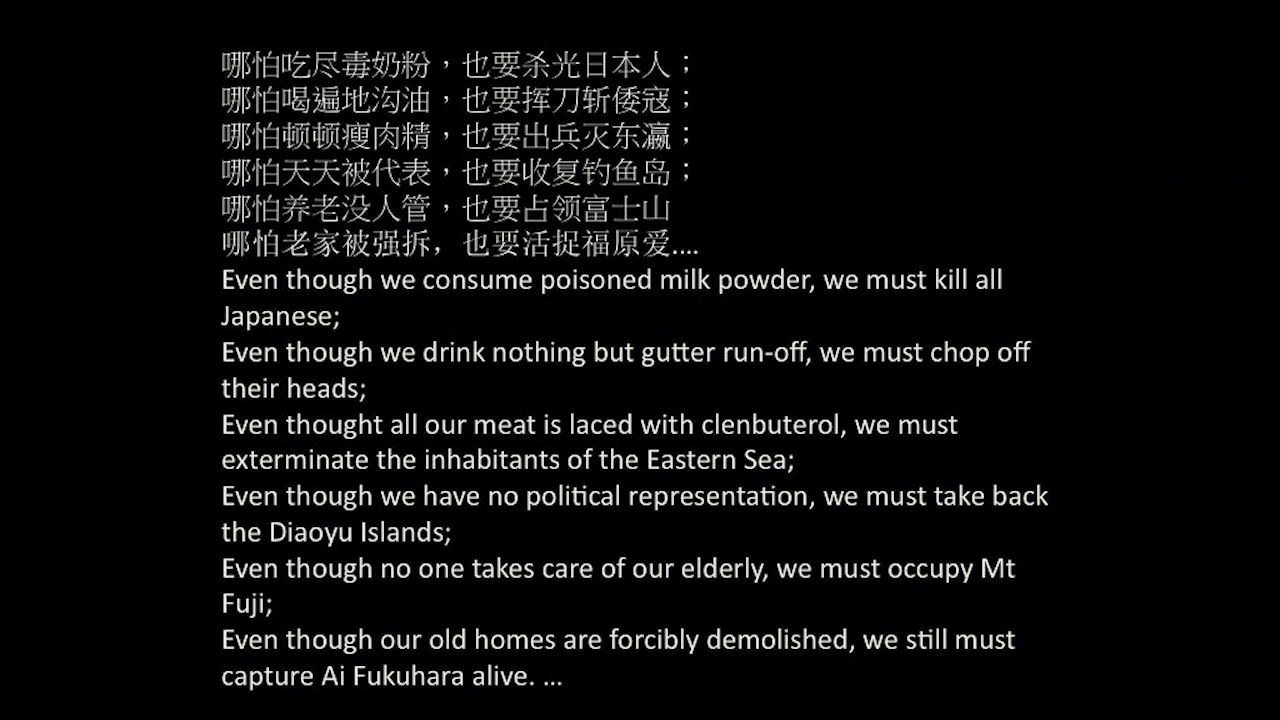 哪怕吃尽毒奶粉，也要杀光日本人；
哪怕喝遍地沟油，也要挥刀斩倭寇；
哪怕顿顿瘦肉精，也要出兵灭东瀛；
哪怕天天被代表，也要收复钓鱼岛；
哪怕养老没人管，也要占领富士山
哪怕老家被强拆，也要活捉福原爱....
Even though we consume poisoned milk powder, we must kill all
Japanese;
Even though we drink nothing but gutter run-off, we must chop off
their heads;
Even thought all our meat is laced with clenbuterol, we must
exterminate the inhabitants of the Eastern Sea;
Even though we have no political representation, we must take back
the Diaoyu Islands;
Even though no one takes care of our elderly, we must occupy Mt
Fuji;
Even though our old homes are forcibly demolished, we still must
capture Ai Fukuhara alive. ...